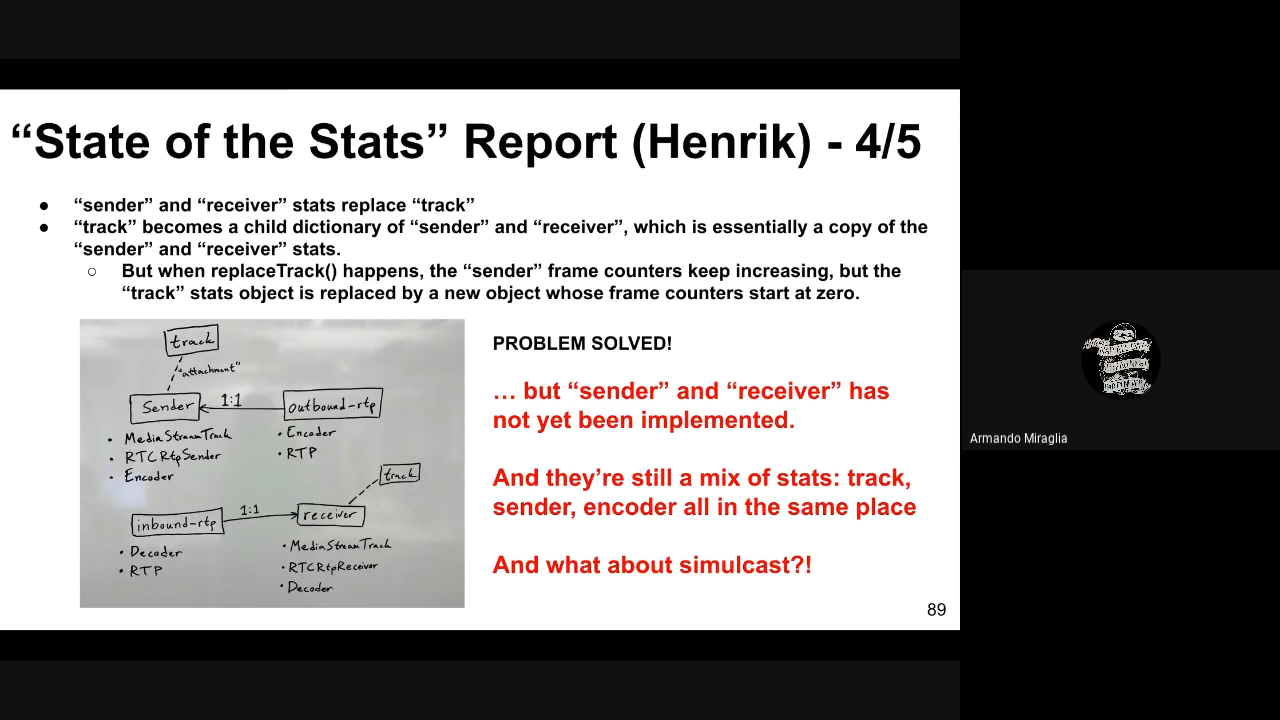 “State of the Stats” Report (Henrik) - 4/5
● “sender” and “receiver” stats replace “track”
● “track” becomes a child dictionary of “sender” and “receiver”, which is essentially a copy of the
“sender” and “receiver” stats.
○ But when replaceTrack() happens, the “sender” frame counters keep increasing, but the
“track” stats object is replaced by a new object whose frame counters start at zero.
track
"attachment"
Sender
1:1
outbound-rtp
• MediaStreamTrack
• RTCRtpSender
• Encoder
• Encoder
• RTP
track
inbound-rtp
1:1
receiver
• Decoder
• RTP
• MediaStreamTrack
• RTCRtpReceiver
• Decoder
PROBLEM SOLVED!
… but “sender” and “receiver” has
not yet been implemented.
And they’re still a mix of stats: track,
sender, encoder all in the same place
And what about simulcast?!
89
Armando Miraglia